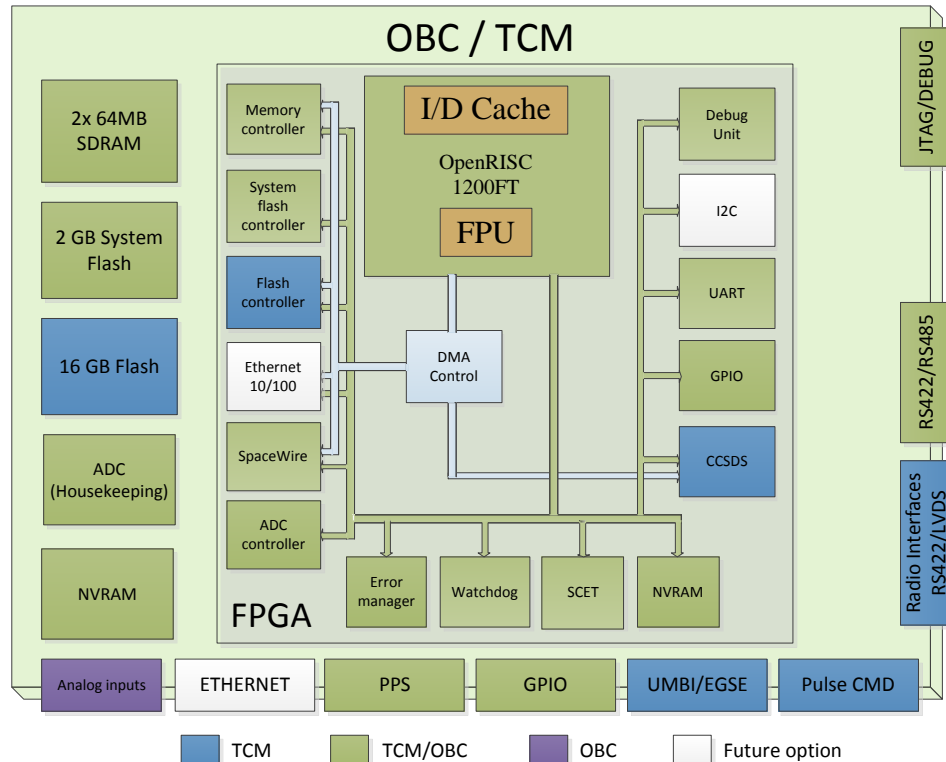 OBC / TCM
2x 64MB
SDRAM
2 GB System
Flash
16 GB Flash
ADC
(Housekeeping)
NVRAM
Memory
controller
System
flash
controller
Flash
controller
Ethernet
10/100
SpaceWire
ADC
controller
FPGA
I/D Cache
OpenRISC
1200FT
FPU
DMA
Control
Debug
Unit
I2C
UART
GPIO
CCSDS
Error
manager
Watchdog
SCET
NVRAM
JTAG/DEBUG
RS422/RS485
Radio Interfaces
RS422/LVDS
Analog inputs
ETHERNET
PPS
GPIO
UMBI/EGSE
Pulse CMD
TCM
TCM/OBC
OBC
Future option